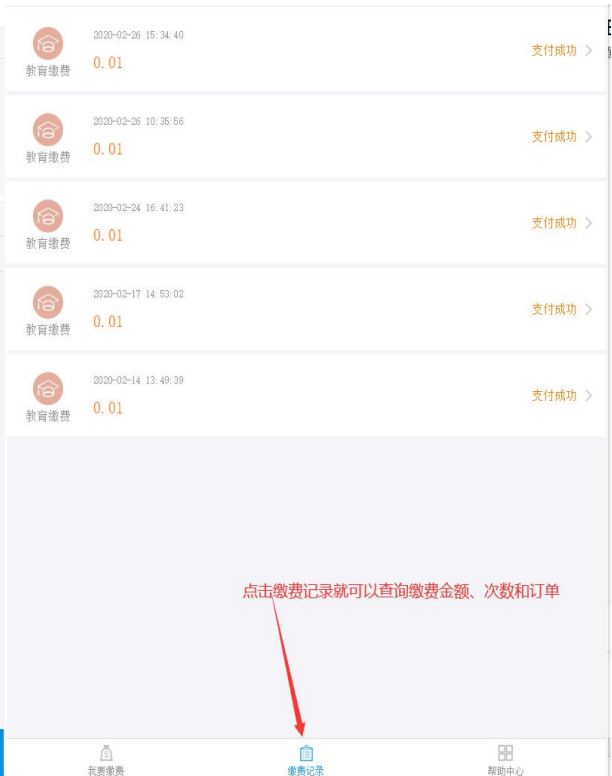 2020-02-26 15:34:40
0.01
教育缴费
支付成功
2020-02-26 10:35:56
0.01
教育缴费
支付成功
2020-02-24 16:41:23
0.01
教育缴费
支付成功
2020-02-17 14:53:02
0.01
教育缴费
支付成功
2020-02-14 13:49:39
0.01
教育缴费
支付成功
点击缴费记录就可以查询缴费金额、次数和订单
我要缴费
缴费记录
帮助中心